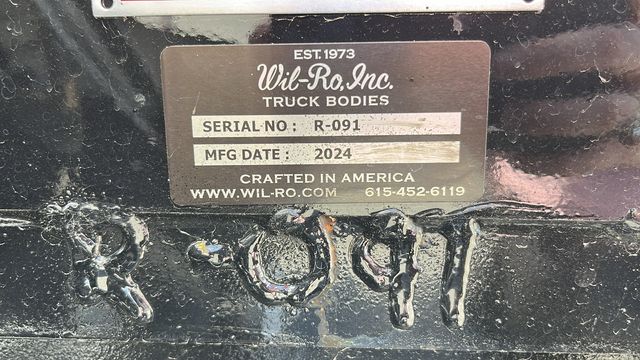 EST. 1973
Wil-Ro, Inc.
TRUCK BODIES
SERIAL NO : R-091
MFG DATE : 2024
CRAFTED IN AMERICA
WWW.WIL-RO.COM 615-452-6119
R-091